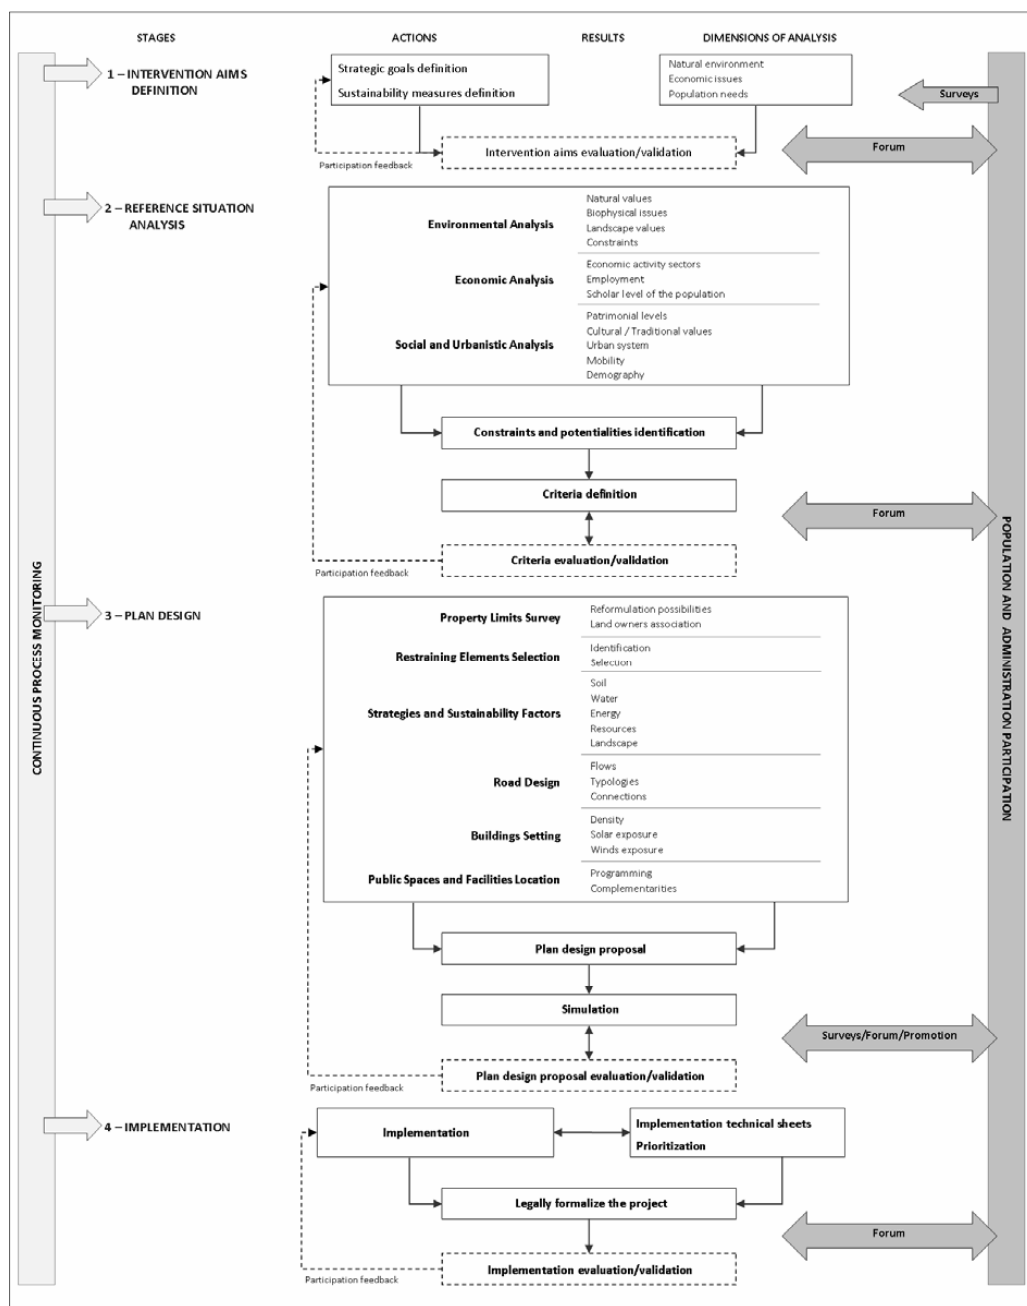 STAGES
ACTIONS
RESULTS
DIMENSIONS OF ANALYSIS
1 – INTERVENTION AIMS
DEFINITION
Strategic goals definition
Sustainability measures definition
Natural environment
Economic issues
Population needs
Surveys
Participation feedback
Intervention aims evaluation/validation
Forum
2 – REFERENCE SITUATION
ANALYSIS
Environmental Analysis
Natural values
Biophysical issues
Landscape values
Constraints
Economic Analysis
Economic activity sectors
Employment
Scholar level of the population
Social and Urbanistic Analysis
Patrimonial levels
Cultural / Traditional values
Urban system
Mobility
Demography
Constraints and potentialities identification
Criteria definition
Forum
Participation feedback
Criteria evaluation/validation
3 – PLAN DESIGN
Property Limits Survey
Reformulation possibilities
Land owners association
Restraining Elements Selection
Identification
Selection
Strategies and Sustainability Factors
Soil
Water
Energy
Resources
Landscape
Road Design
Flows
Typologies
Connections
Buildings Setting
Density
Solar exposure
Winds exposure
Public Spaces and Facilities Location
Programming
Complementarities
Plan design proposal
Simulation
Surveys/Forum/Promotion
Participation feedback
Plan design proposal evaluation/validation
4 – IMPLEMENTATION
Implementation
Implementation technical sheets
Prioritization
Legally formalize the project
Forum
Participation feedback
Implementation evaluation/validation
CONTINUOUS PROCESS MONITORING
POPULATION AND ADMINISTRATION PARTICIPATION